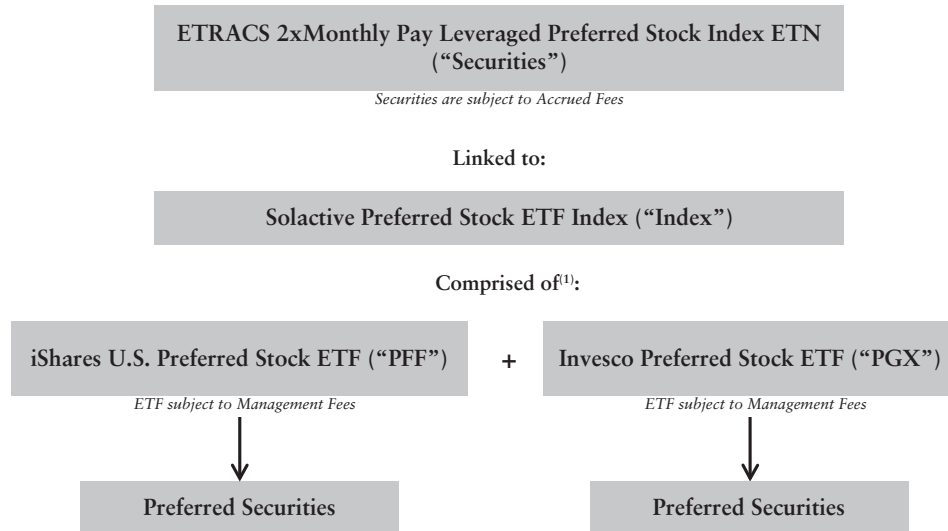 ETRACS 2xMonthly Pay Leveraged Preferred Stock Index ETN
(“Securities”)
Securities are subject to Accrued Fees
Linked to:
Solactive Preferred Stock ETF Index (“Index”)
Comprised of(1):
iShares U.S. Preferred Stock ETF (“PFF”)
+
Invesco Preferred Stock ETF (“PGX”)
ETF subject to Management Fees
ETF subject to Management Fees
Preferred Securities
Preferred Securities